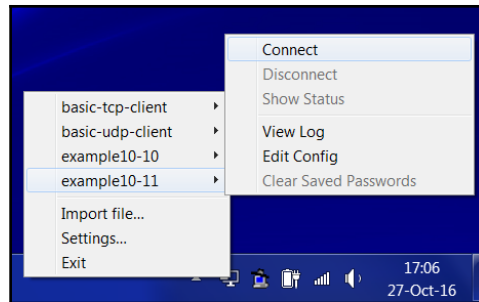 Connect
Disconnect
Show Status
View Log
Edit Config
Clear Saved Passwords
basic-tcp-client
basic-udp-client
example10-10
example10-11
Import file...
Settings...
Exit
17:06
27-Oct-16